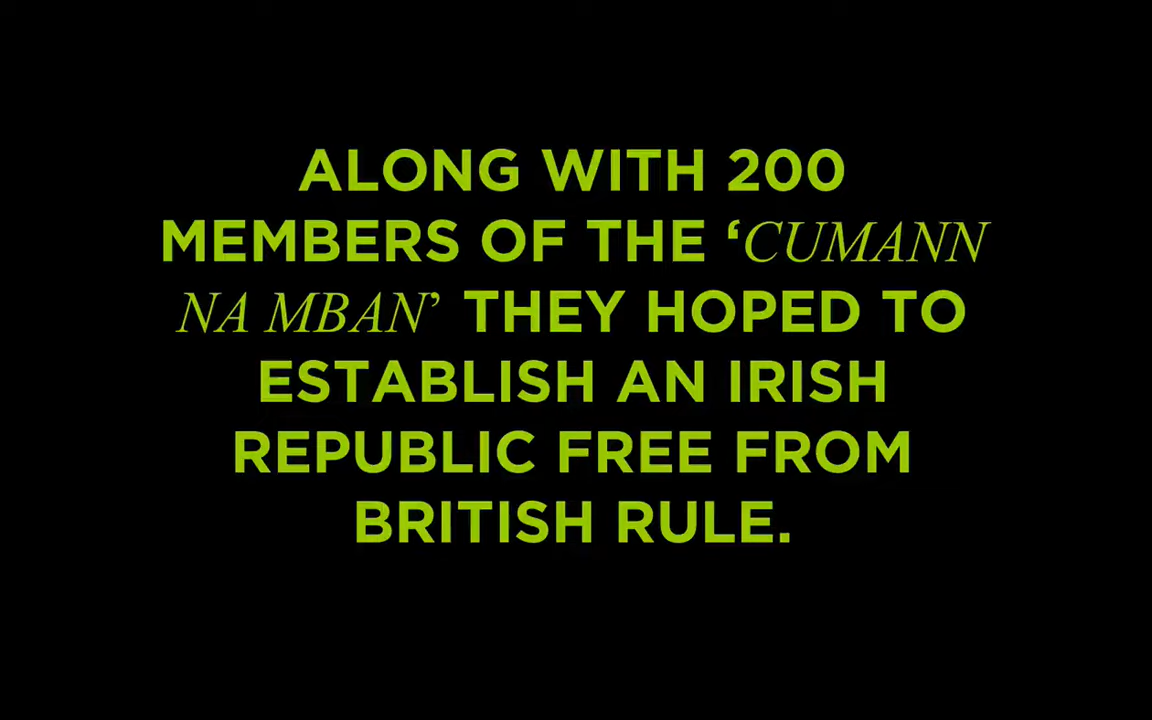 ALONG WITH 200
MEMBERS OF THE ‘CUMANN
NA MBAN’ THEY HOPED TO
ESTABLISH AN IRISH
REPUBLIC FREE FROM
BRITISH RULE.